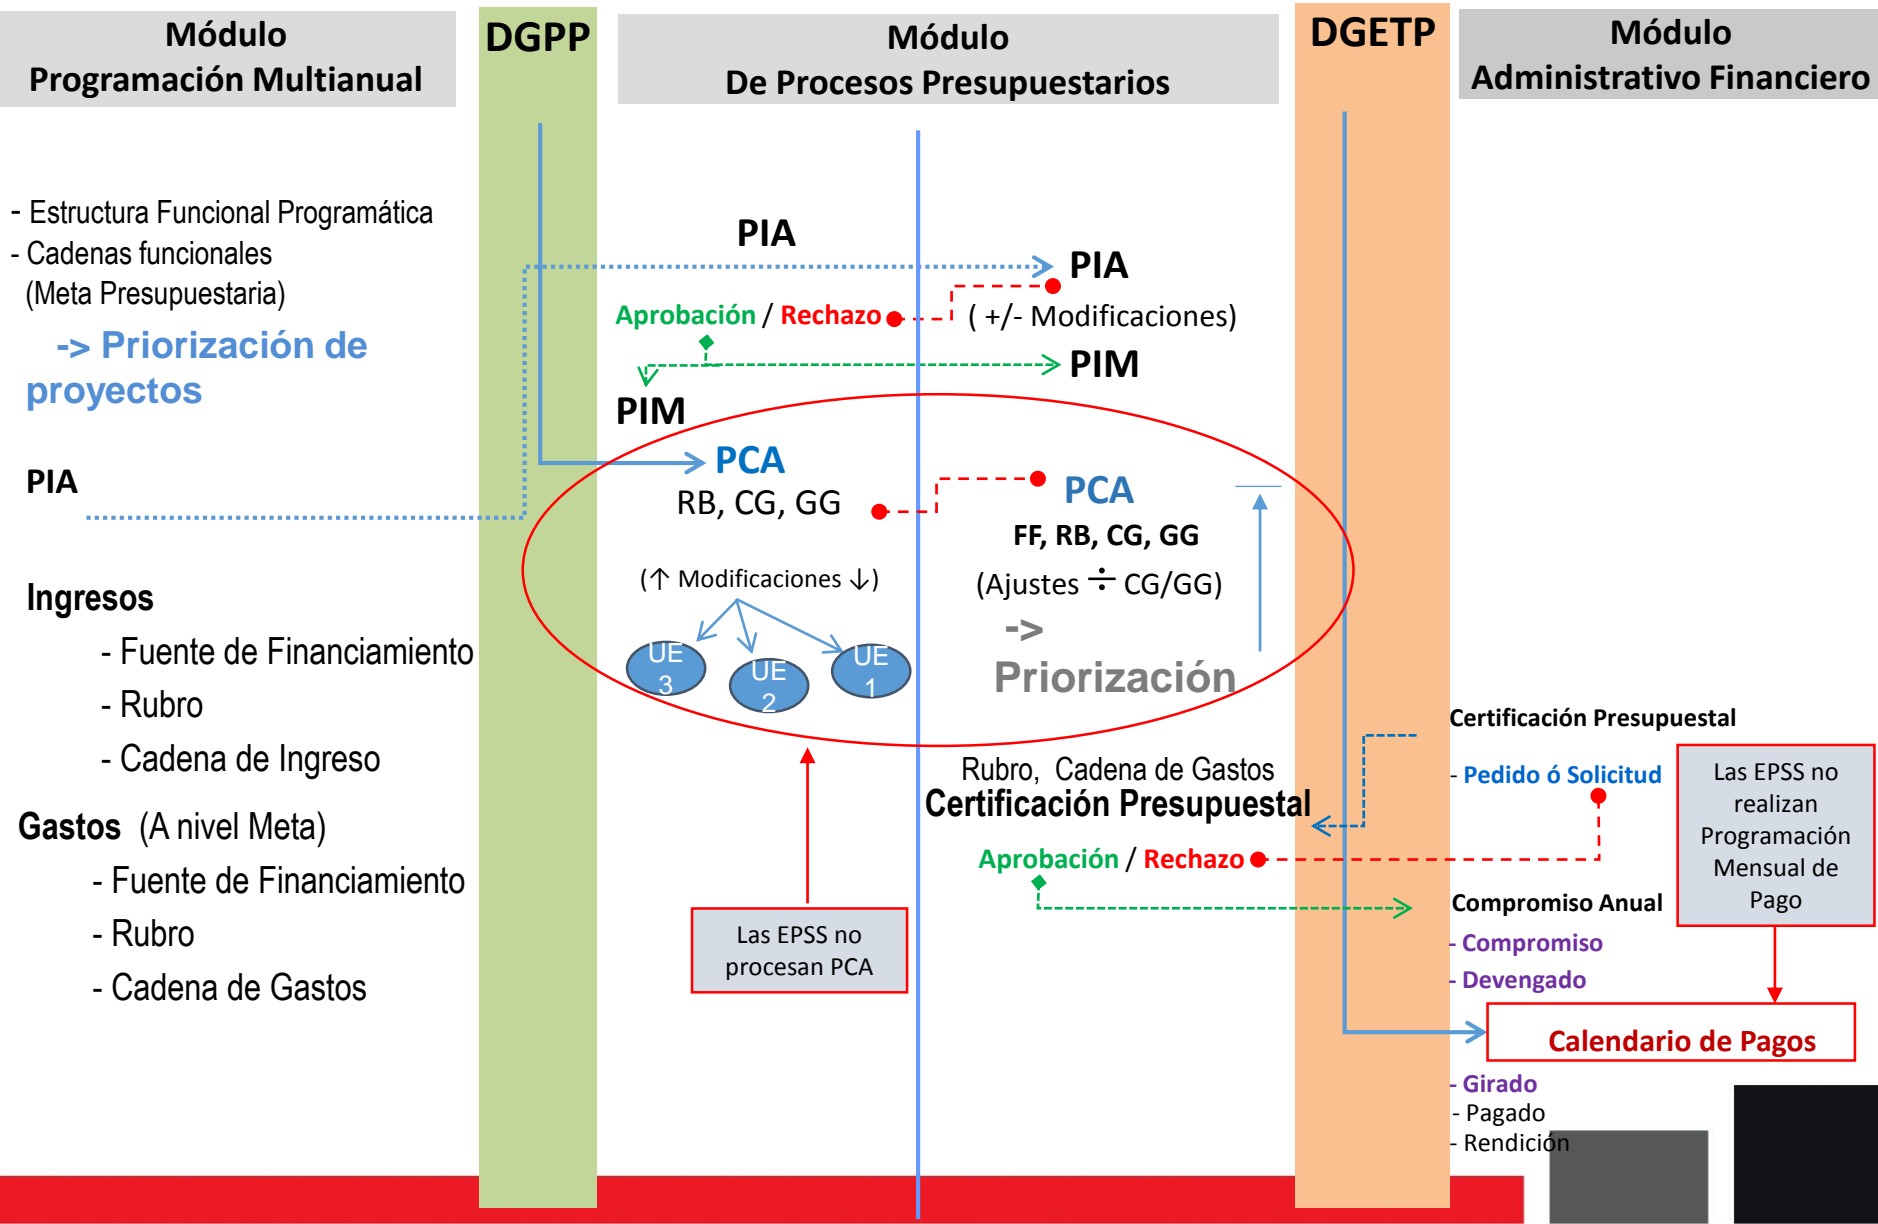 Módulo
Programación Multianual
DGPP
Módulo
De Procesos Presupuestarios
DGETP
Módulo
Administrativo Financiero
- Estructura Funcional Programática
- Cadenas funcionales
(Meta Presupuestaria)
-> Priorización de
proyectos
PIA
Ingresos
- Fuente de Financiamiento
- Rubro
- Cadena de Ingreso
Gastos (A nivel Meta)
- Fuente de Financiamiento
- Rubro
- Cadena de Gastos
PIA
PIA
Aprobación / Rechazo
( +/- Modificaciones)
PIM
PIM
PCA
RB, CG, GG
(↑ Modificaciones ↓)
UE
3
UE
2
UE
1
PCA
FF, RB, CG, GG
(Ajustes ÷ CG/GG)
->
Priorización
Las EPSS no
procesan PCA
Rubro, Cadena de Gastos
Certificación Presupuestal
Aprobación / Rechazo
Certificación Presupuestal
- Pedido ó Solicitud
Las EPSS no
realizan
Programación
Mensual de
Pago
Compromiso Anual
- Compromiso
- Devengado
Calendario de Pagos
- Girado
- Pagado
- Rendición